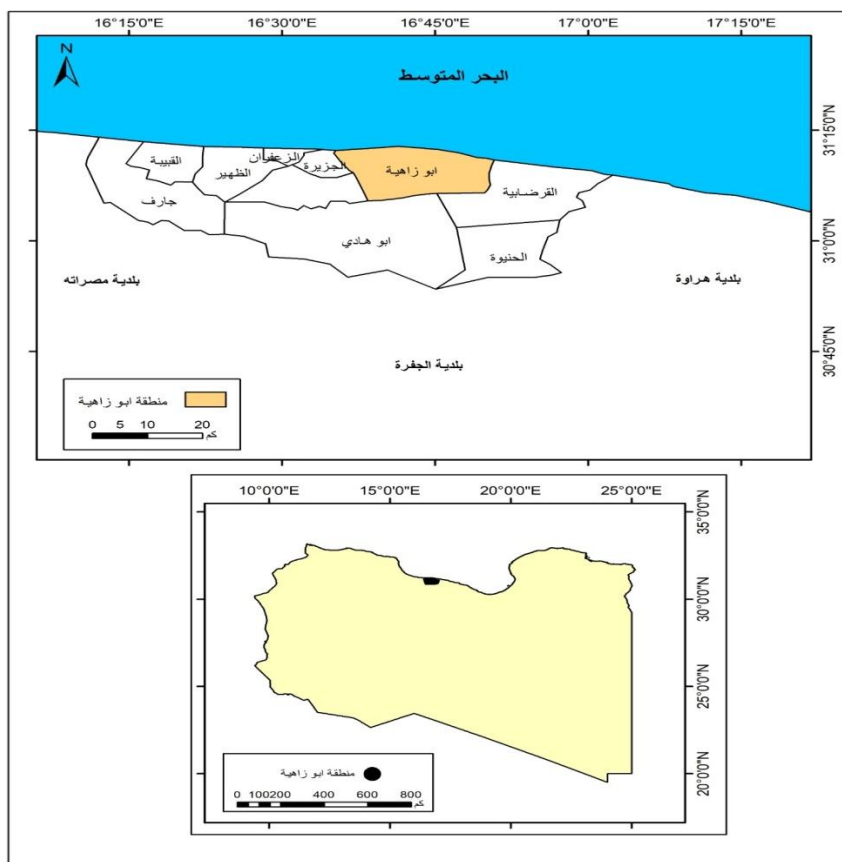 16°15'0"E 16°30'0"E 16°45'0"E 17°0'0"E 17°15'0"E
N
البحر المتوسط
31°15'0"N
الزعفران
القبيبة
الظهير
الجزيرة
ابو زاهية
القرضابية
جارف
ابو هادي
31°0'0"N
الحنيوة
بلدية مصراته
بلدية هراوة
30°45'0"N
بلدية الجفرة
منطقة ابو زاهية
0 5 10 20
كم
10°0'0"E 15°0'0"E 20°0'0"E 25°0'0"E
35°0'0"N
30°0'0"N
25°0'0"N
20°0'0"N
منطقة ابو زاهية
0 100200 400 600 800
كم